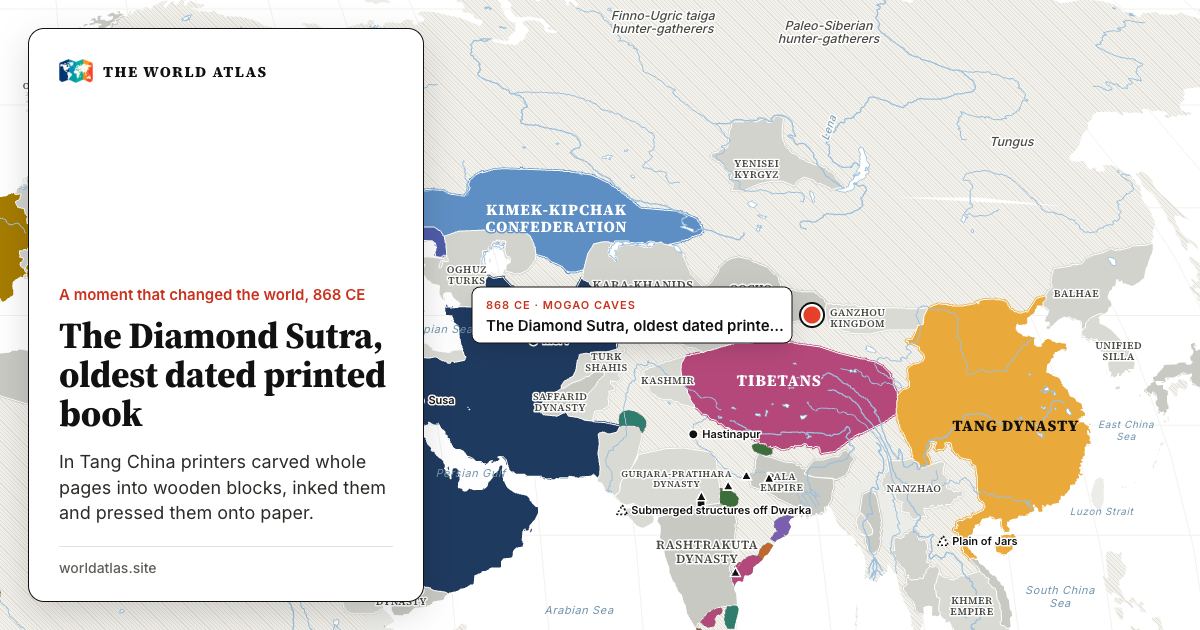 THE WORLD ATLAS
A moment that changed the world, 868 CE
The Diamond Sutra,
oldest dated printed
book
In Tang China printers carved whole
pages into wooden blocks, inked them
and pressed them onto paper.
worldatlas.site
Finno-Ugric taiga
hunter-gatherers
Paleo-Siberian
hunter-gatherers
Lena
Tungus
YENISEI
KYRGYZ
KIMEK-KIPCHAK
CONFEDERATION
OGHUZ
TURKS
KARA-KHANIDS
868 CE · MOGAO CAVES
The Diamond Sutra, oldest dated printe...
GANZHOU
KINGDOM
BALHAE
UNIFIED
SILLA
TURK
SHAHIS
KASHMIR
TIBETANS
SAFFARID
DYNASTY
Susa
Hastinapur
TANG DYNASTY
East China
Sea
Persian Gulf
GURJARA-PRATIHARA
DYNASTY
PALA
EMPIRE
NANZHAO
Submerged structures off Dwarka
Luzon Strait
RASHTRAKUTA
DYNASTY
Plain of Jars
Arabian Sea
KHMER
EMPIRE
South China
Sea
DYNASTY